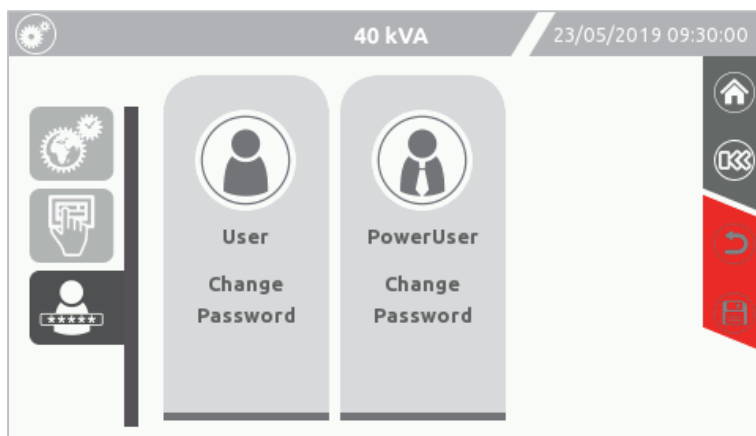 40 kVA
23/05/2019 09:30:00
User
Change
Password
PowerUser
Change
Password
*****